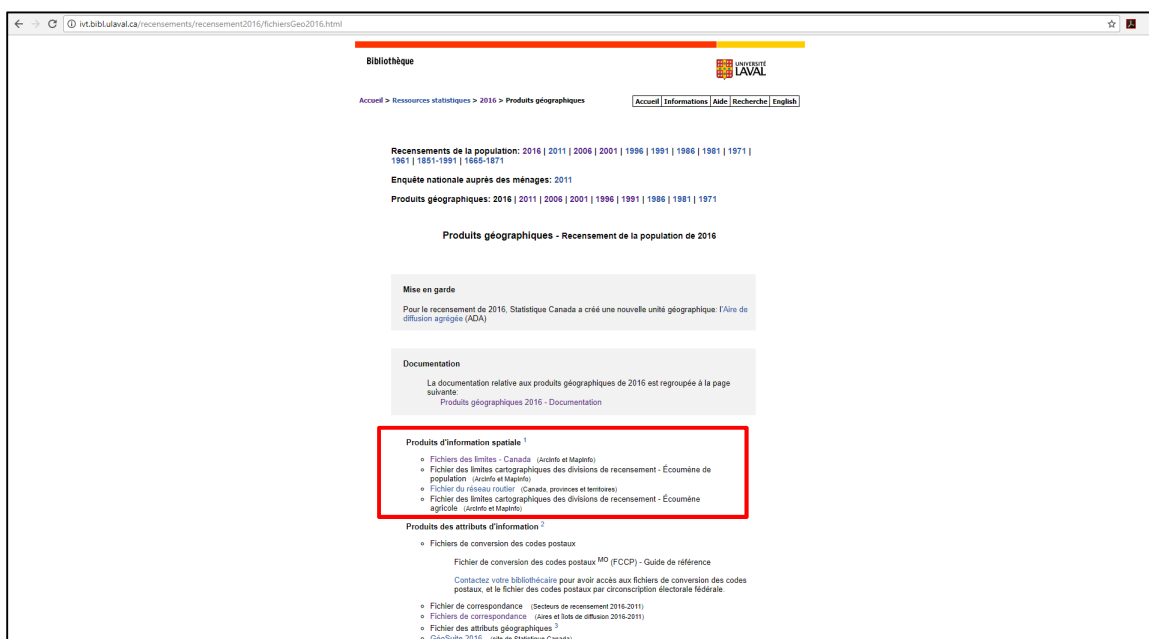 ivt.bibl.ulaval.ca/recensements/recensement2016/fichiersGeo2016.html
Bibliothèque
UNIVERSITÉ
LAVAL
Accueil > Ressources statistiques > 2016 > Produits géographiques
Accueil Informations Aide Recherche English
Recensements de la population: 2016 | 2011 | 2006 | 2001 | 1996 | 1991 | 1986 | 1981 | 1971 |
1961 | 1851-1991 | 1665-1871
Enquête nationale auprès des ménages: 2011
Produits géographiques: 2016 | 2011 | 2006 | 2001 | 1996 | 1991 | 1986 | 1981 | 1971
Produits géographiques - Recensement de la population de 2016
Mise en garde
Pour le recensement de 2016, Statistique Canada a créé une nouvelle unité géographique: l'Aire de
diffusion agrégée (ADA)
Documentation
La documentation relative aux produits géographiques de 2016 est regroupée à la page
suivante:
Produits géographiques 2016 - Documentation
Produits d'information spatiale 1
Fichiers des limites - Canada (ArcInfo et MapInfo)
Fichier des limites cartographiques des divisions de recensement - Écoumène de
population (ArcInfo et MapInfo)
Fichier du réseau routier (Canada, provinces et territoires)
Fichier des limites cartographiques des divisions de recensement - Écoumène
agricole (ArcInfo et MapInfo)
Produits des attributs d'information 2
Fichiers de conversion des codes postaux
Fichier de conversion des codes postaux MO (FCCP) - Guide de référence
Contactez votre bibliothécaire pour avoir accès aux fichiers de conversion des codes
postaux, et le fichier des codes postaux par circonscription électorale fédérale.
Fichier de correspondance (Secteurs de recensement 2016-2011)
Fichiers de correspondance (Aires et îlots de diffusion 2016-2011)
Fichier des attributs géographiques 3
GéoSuite 2016 (site de Statistique Canada)